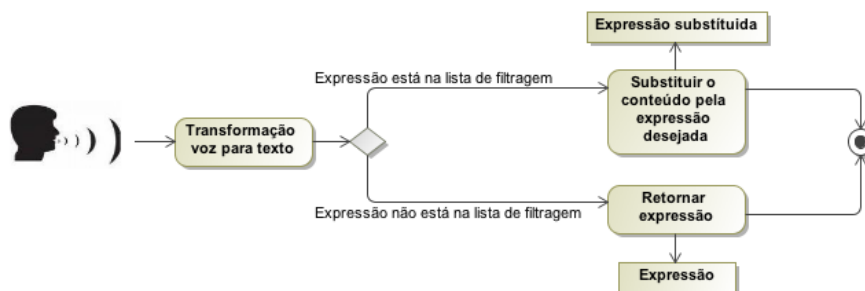 Expressão substítuida
Expressão está na lista de filtragem
Substituir o
conteúdo pela
expressão
desejada
Transformação
voz para texto
Expressão não está na lista de filtragem
Retornar
expressão
Expressão